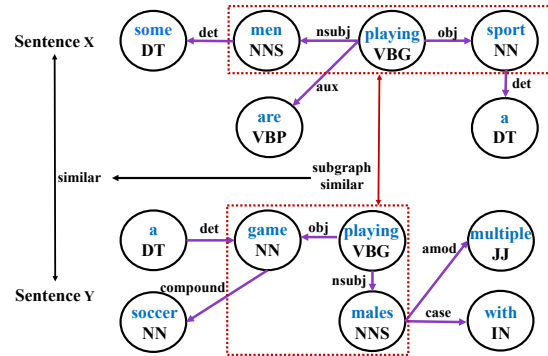 Sentence X
some
DT
det
men
NNS
nsubj
playing
VBG
obj
sport
NN
aux
det
are
VBP
a
DT
similar
subgraph
similar
a
DT
det
game
NN
obj
playing
VBG
amod
multiple
JJ
compound
nsubj
Sentence Y
soccer
NN
males
NNS
case
with
IN